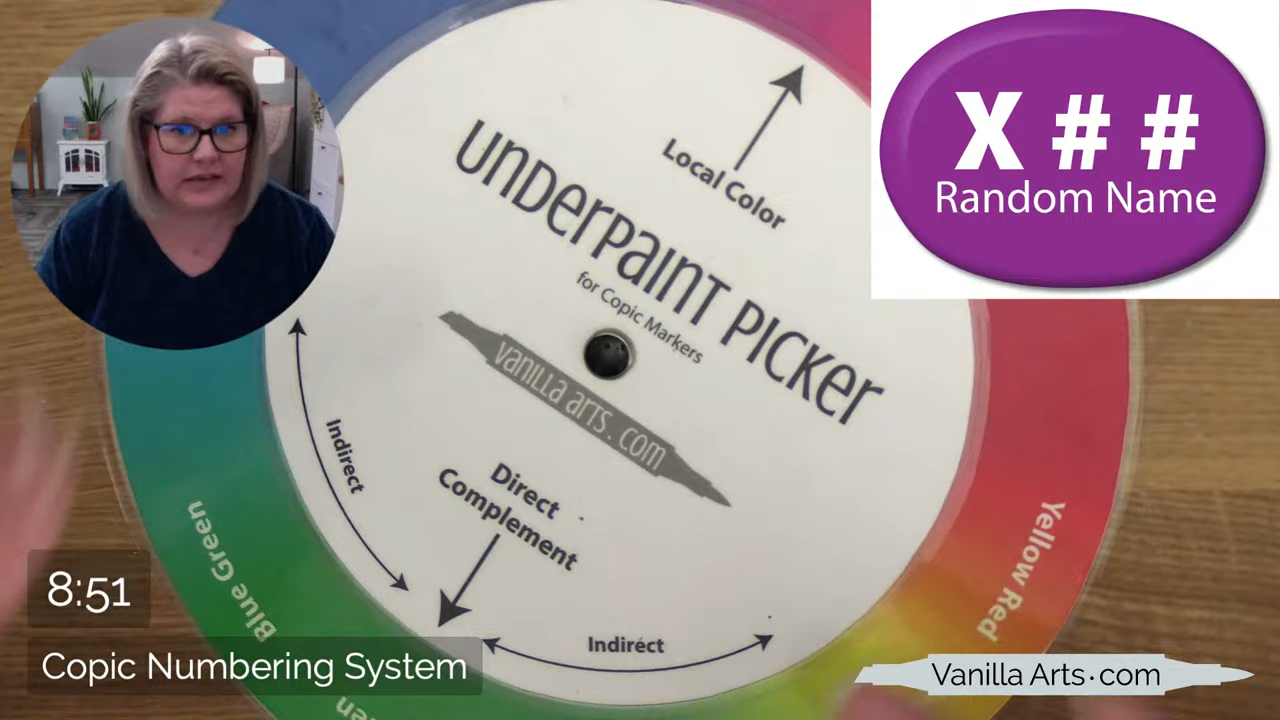 X # #
Random Name
Local Color
UNDERPAINT PICKER
for Copic Markers
vanilla arts.com
Indirect
Direct
Complement
Indirect
Blue Green
Yellow Red
Green
8:51
Copic Numbering System
Vanilla Arts•com